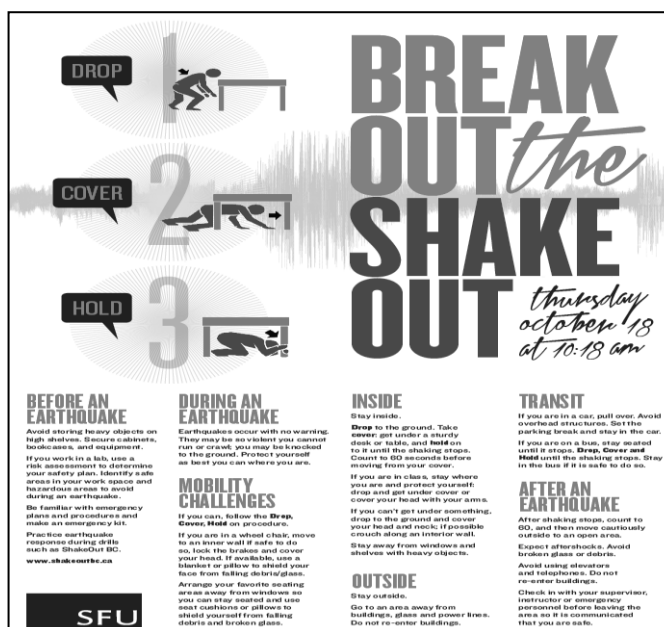 DROP
1
COVER
2
HOLD
3
BREAK
OUT the
SHAKE
OUT
thursday
october 18
at 10:18 am
BEFORE AN
EARTHQUAKE
Avoid storing heavy objects on
high shelves. Secure cabinets,
bookcases, and equipment.
If you work in a lab, use a
risk assessment to determine
your safety plan. Identify safe
areas in your work space and
hazardous areas to avoid
during an earthquake.
Be familiar with emergency
plans and procedures and
make an emergency kit.
Practice earthquake
response during drills
such as ShakeOut BC.
www.shakeoutbc.ca
SFU
DURING AN
EARTHQUAKE
Earthquakes occur with no warning.
They may be so violent you cannot
run or crawl; you may be knocked
to the ground. Protect yourself
as best you can where you are.
MOBILITY
CHALLENGES
If you can, follow the Drop,
Cover, Hold on procedure.
If you are in a wheel chair, move
to an inner wall if safe to do
so, lock the brakes and cover
your head. If available, use a
blanket or pillow to shield your
face from falling debris/glass.
Arrange your favorite seating
areas away from windows so
you can stay seated and use
seat cushions or pillows to
shield yourself from falling
debris and broken glass.
INSIDE
Stay inside.
Drop to the ground. Take
cover: get under a sturdy
desk or table, and hold on
to it until the shaking stops.
Count to 60 seconds before
moving from your cover.
If you are in class, stay where
you are and protect yourself:
drop and get under cover or
cover your head with your arms.
If you can't get under something,
drop to the ground and cover
your head and neck; if possible
crouch along an interior wall.
Stay away from windows and
shelves with heavy objects.
OUTSIDE
Stay outside.
Go to an area away from
buildings, glass and power lines.
Do not re-enter buildings.
TRANSIT
If you are in a car, pull over. Avoid
overhead structures. Set the
parking break and stay in the car.
If you are on a bus, stay seated
until it stops. Drop, Cover and
Hold until the shaking stops. Stay
in the bus if it is safe to do so.
AFTER AN
EARTHQUAKE
After shaking stops, count to
60, and then move cautiously
outside to an open area.
Expect aftershocks. Avoid
broken glass or debris.
Avoid using elevators
and telephones. Do not
re-enter buildings.
Check in with your supervisor,
instructor or emergency
personnel before leaving the area
so it is communicated
that you are safe.